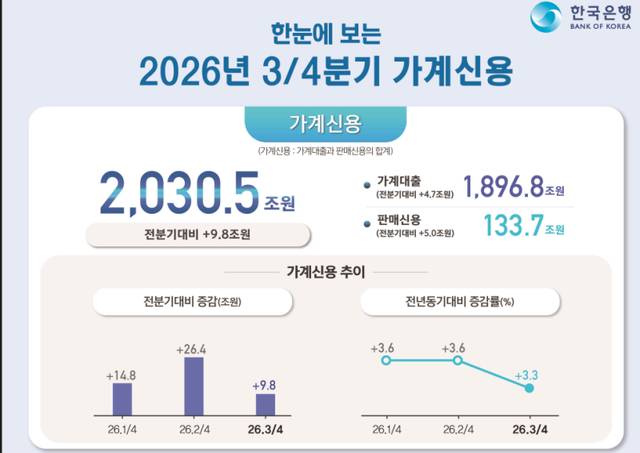 한국은행
BANK OF KOREA
한눈에 보는
2026년 3/4분기 가계신용
가계신용
(가계신용 : 가계대출과 판매신용의 합계)
2,030.5 조원
전분기대비 +9.8조원
가계대출
(전분기대비 +4.7조원)
1,896.8조원
판매신용
(전분기대비 +5.0조원)
133.7조원
가계신용 추이
전분기대비 증감(조원)
+14.8
+26.4
+9.8
26.1/4
26.2/4
26.3/4
전년동기대비 증감률(%)
+3.6
+3.6
+3.3
26.1/4
26.2/4
26.3/4